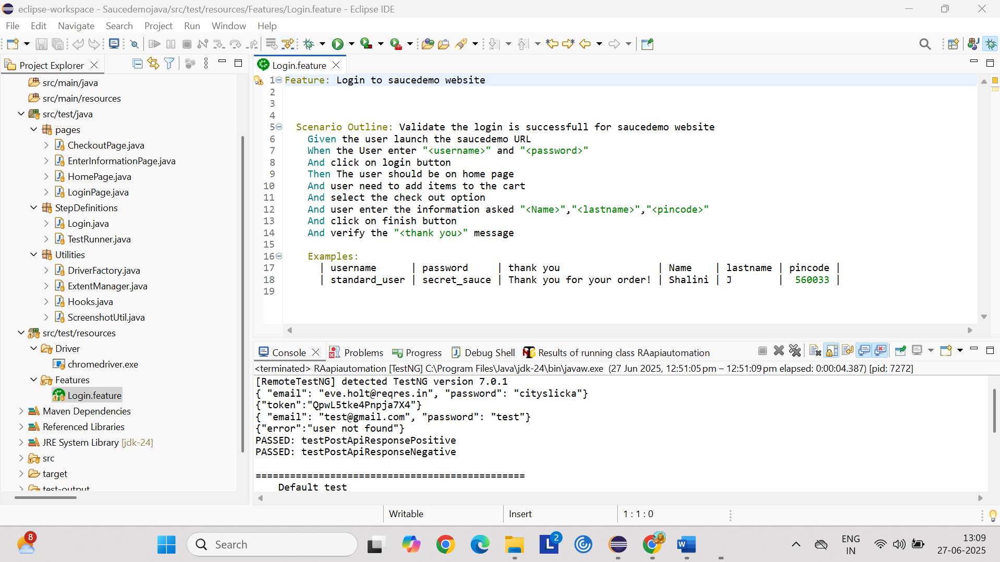 eclipse-workspace - Saucedemojava/src/test/resources/Features/Login.feature - Eclipse IDE
File Edit Navigate Search Project Run Window Help
Project Explorer
src/main/java
src/main/resources
src/test/java
pages
CheckoutPage.java
EnterInformationPage.java
HomePage.java
LoginPage.java
StepDefinitions
Login.java
TestRunner.java
Utilities
DriverFactory.java
ExtentManager.java
Hooks.java
ScreenshotUtil.java
src/test/resources
Driver
chromedriver.exe
Features
Login.feature
Maven Dependencies
Referenced Libraries
JRE System Library [jdk-24]
src
target
test-output
Login.feature
1 Feature: Login to saucedemo website
2
3
4
5 Scenario Outline: Validate the login is successfull for saucedemo website
6 Given the user launch the saucedemo URL
7 When the User enter "<username>" and "<password>"
8 And click on login button
9 Then The user should be on home page
10 And user need to add items to the cart
11 And select the check out option
12 And user enter the information asked "<Name>","<lastname>","<pincode>"
13 And click on finish button
14 And verify the "<thank you>" message
15
16 Examples:
17 | username | password | thank you | Name | lastname | pincode |
18 | standard_user | secret_sauce | Thank you for your order! | Shalini | J | 560033 |
19
Console Problems Progress Debug Shell Results of running class RAapiautomation
<terminated> RAapiautomation [TestNG] C:\Program Files\Java\jdk-24\bin\javaw.exe (27 Jun 2025, 12:51:05 pm – 12:51:09 pm elapsed: 0:00:04.387) [pid: 7272]
[RemoteTestNG] detected TestNG version 7.0.1
{ "email": "eve.holt@reqres.in", "password": "cityslicka"}
{"token":"QpwL5tke4Pnpja7X4"}
{ "email": "test@gmail.com", "password": "test"}
{"error":"user not found"}
PASSED: testPostApiResponsePositive
PASSED: testPostApiResponseNegative
===============================================
Default test
Writable Insert 1 : 1 : 0
8
Search
L 2
W
ENG
IN
13:09
27-06-2025